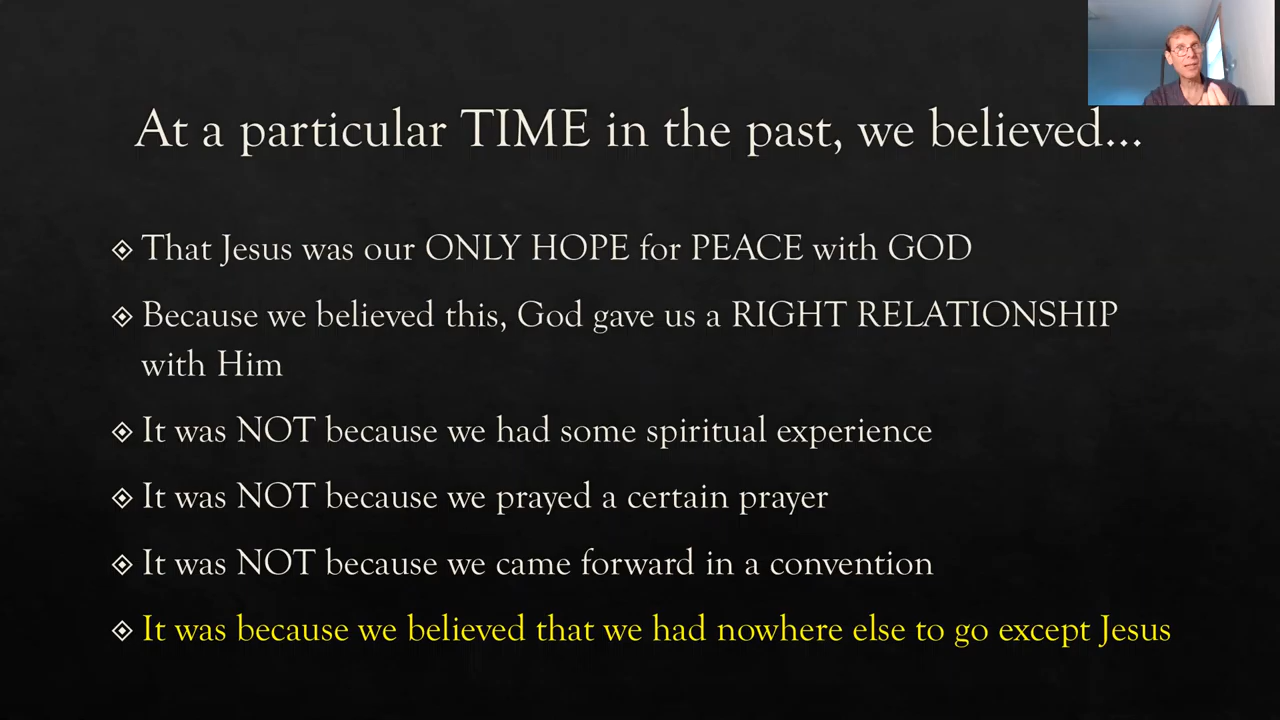 At a particular TIME in the past, we believed...
That Jesus was our ONLY HOPE for PEACE with GOD
Because we believed this, God gave us a RIGHT RELATIONSHIP
with Him
It was NOT because we had some spiritual experience
It was NOT because we prayed a certain prayer
It was NOT because we came forward in a convention
It was because we believed that we had nowhere else to go except Jesus